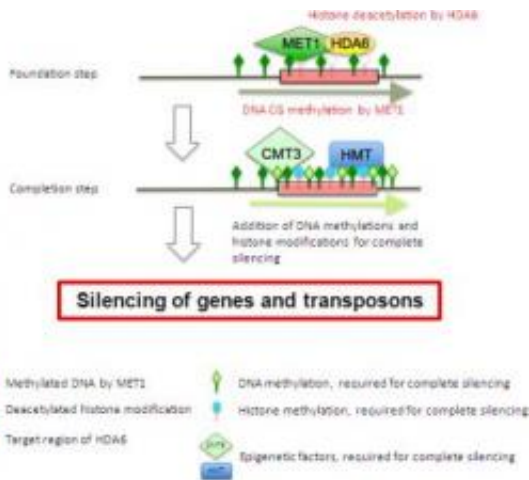 Histone deacetylation by HDA6
MET1 HDA6
Foundation step
DNA CG methylation by MET1
CMT3 HMT
Completion step
Addition of DNA methylations and
histone modifications for complete
silencing
Silencing of genes and transposons
Methylated DNA by MET1
DNA methylation, required for complete silencing
Deacetylated histone modification
Histone methylation, required for complete silencing
Target region of HDA6
Epigenetic factors, required for complete silencing